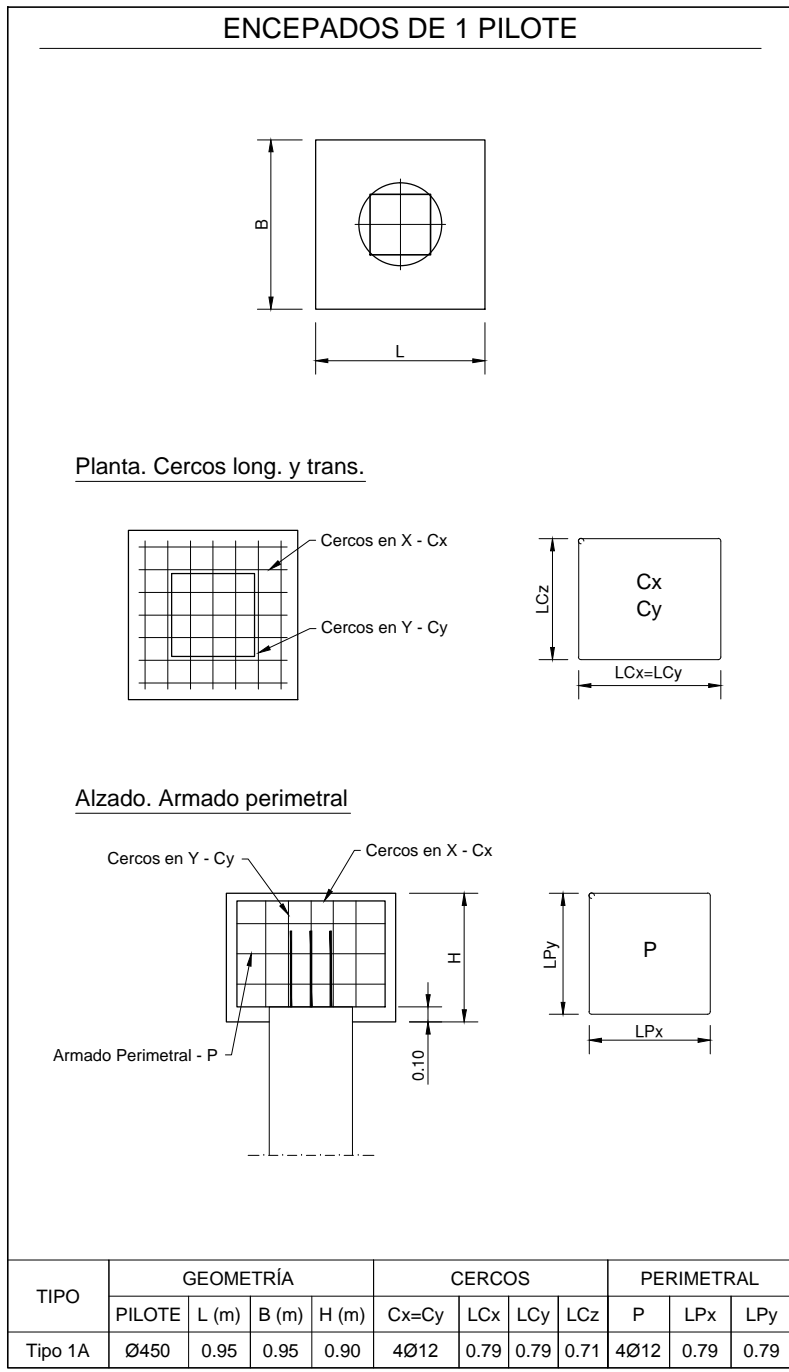 ENCEPADOS DE 1 PILOTE
B
L
Planta. Cercos long. y trans.
Cercos en X - Cx
Cercos en Y - Cy
LCz
Cx
Cy
LCx=LCy
Alzado. Armado perimetral
Cercos en Y - Cy
Cercos en X - Cx
H
0.10
Armado Perimetral - P
LPy
P
LPx
TIPO GEOMETRÍA CERCOS PERIMETRAL
PILOTE L (m) B (m) H (m) Cx=Cy LCx LCy LCz P LPx LPy
Tipo 1A Ø450 0.95 0.95 0.90 4Ø12 0.79 0.79 0.71 4Ø12 0.79 0.79